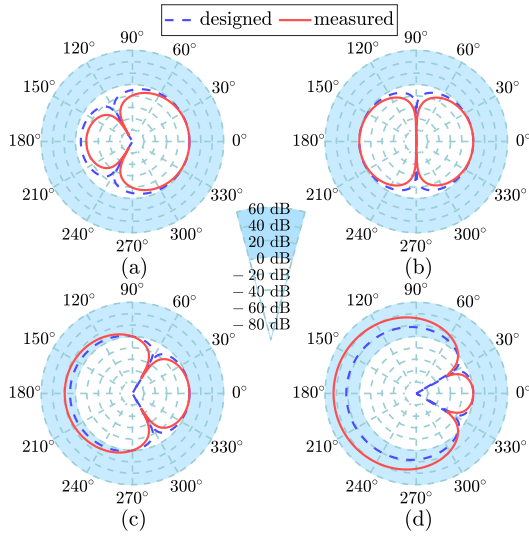 designed measured
90°
120° 60°
150° 30°
180° 0°
210° 330°
240° 300°
270°
(a)
90°
120° 60°
150° 30°
180° 0°
210° 330°
240° 300°
270°
(b)
60 dB
40 dB
20 dB
0 dB
− 20 dB
− 40 dB
− 60 dB
− 80 dB
90°
120° 60°
150° 30°
180° 0°
210° 330°
240° 300°
270°
(c)
90°
120° 60°
150° 30°
180° 0°
210° 330°
240° 300°
270°
(d)